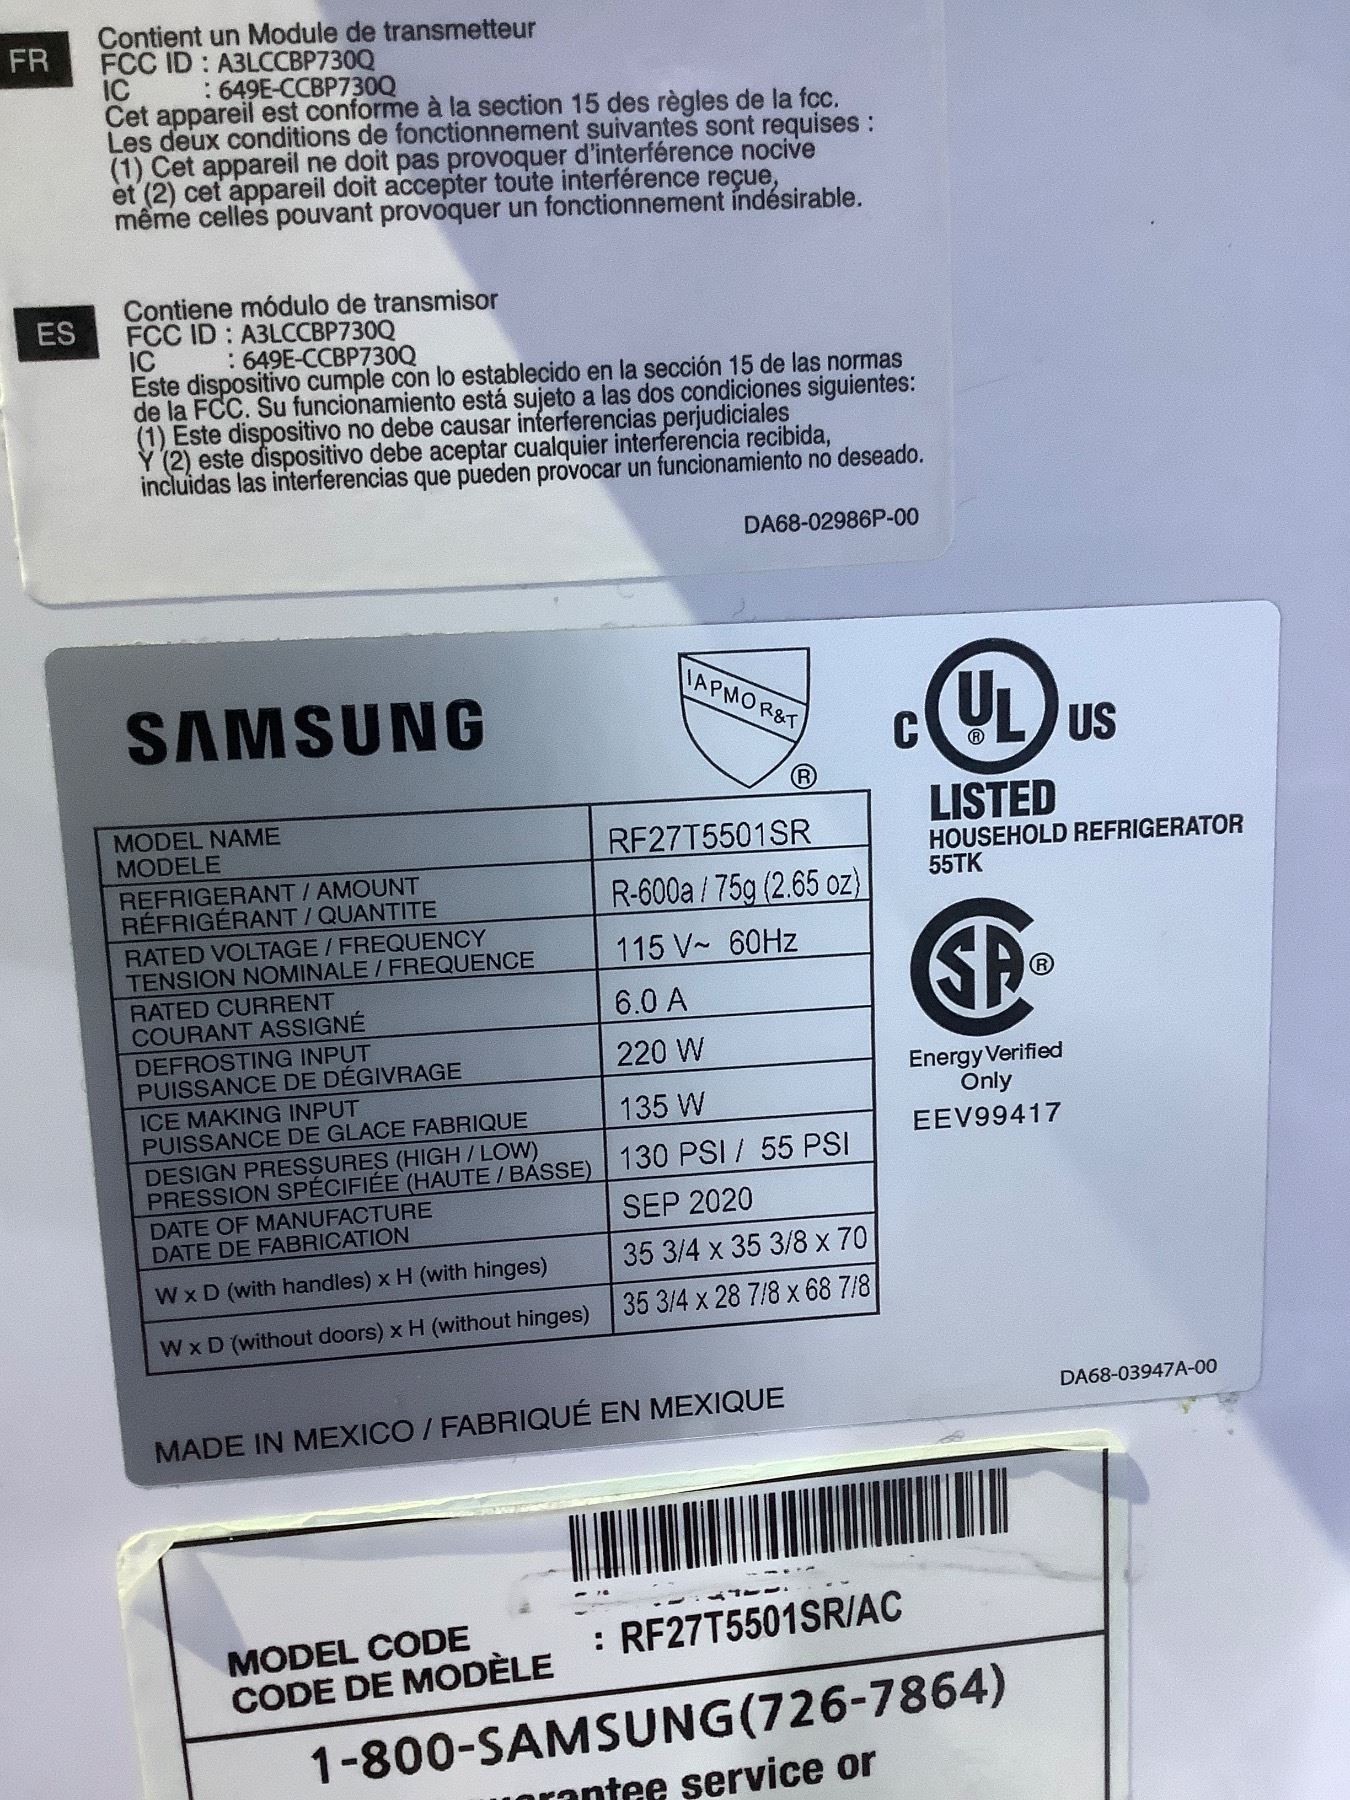 FR
Contient un Module de transmetteur
FCC ID : A3LCCBP730Q
IC : 649E-CCBP730Q
Cet appareil est conforme à la section 15 des règles de la fcc.
Les deux conditions de fonctionnement suivantes sont requises :
(1) Cet appareil ne doit pas provoquer d'interférence nocive
et (2) cet appareil doit accepter toute interférence reçue,
même celles pouvant provoquer un fonctionnement indésirable.
ES
Contiene módulo de transmisor
FCC ID : A3LCCBP730Q
IC : 649E-CCBP730Q
Este dispositivo cumple con lo establecido en la sección 15 de las normas
de la FCC. Su funcionamiento está sujeto a las dos condiciones siguientes:
(1) Este dispositivo no debe causar interferencias perjudiciales
Y (2) este dispositivo debe aceptar cualquier interferencia recibida,
incluidas las interferencias que pueden provocar un funcionamiento no deseado.
DA68-02986P-00
SAMSUNG
IAPMO R&T
®
C UL ® US
LISTED
HOUSEHOLD REFRIGERATOR
55TK
MODEL NAME
MODELE
RF27T5501SR
REFRIGERANT / AMOUNT
RÉFRIGÉRANT / QUANTITE
R-600a / 75g (2.65 oz)
RATED VOLTAGE / FREQUENCY
TENSION NOMINALE / FREQUENCE
115 V~ 60Hz
RATED CURRENT
COURANT ASSIGNÉ
6.0 A
DEFROSTING INPUT
PUISSANCE DE DÉGIVRAGE
220 W
ICE MAKING INPUT
PUISSANCE DE GLACE FABRIQUE
135 W
DESIGN PRESSURES (HIGH / LOW)
PRESSION SPÉCIFIÉE (HAUTE / BASSE)
130 PSI / 55 PSI
DATE OF MANUFACTURE
DATE DE FABRICATION
SEP 2020
W x D (with handles) x H (with hinges)
35 3/4 x 35 3/8 x 70
W x D (without doors) x H (without hinges)
35 3/4 x 28 7/8 x 68 7/8
SA ®
Energy Verified
Only
EEV99417
DA68-03947A-00
MADE IN MEXICO / FABRIQUÉ EN MEXIQUE
MODEL CODE
CODE DE MODÈLE
: RF27T5501SR/AC
1-800-SAMSUNG(726-7864)
service or